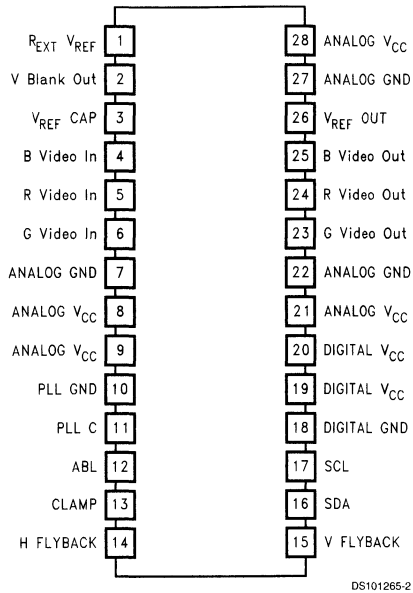 R_EXT V_REF 1 28 ANALOG V_CC
V Blank Out 2 27 ANALOG GND
V_REF CAP 3 26 V_REF OUT
B Video In 4 25 B Video Out
R Video In 5 24 R Video Out
G Video In 6 23 G Video Out
ANALOG GND 7 22 ANALOG GND
ANALOG V_CC 8 21 ANALOG V_CC
ANALOG V_CC 9 20 DIGITAL V_CC
PLL GND 10 19 DIGITAL V_CC
PLL C 11 18 DIGITAL GND
ABL 12 17 SCL
CLAMP 13 16 SDA
H FLYBACK 14 15 V FLYBACK
DS101265-2